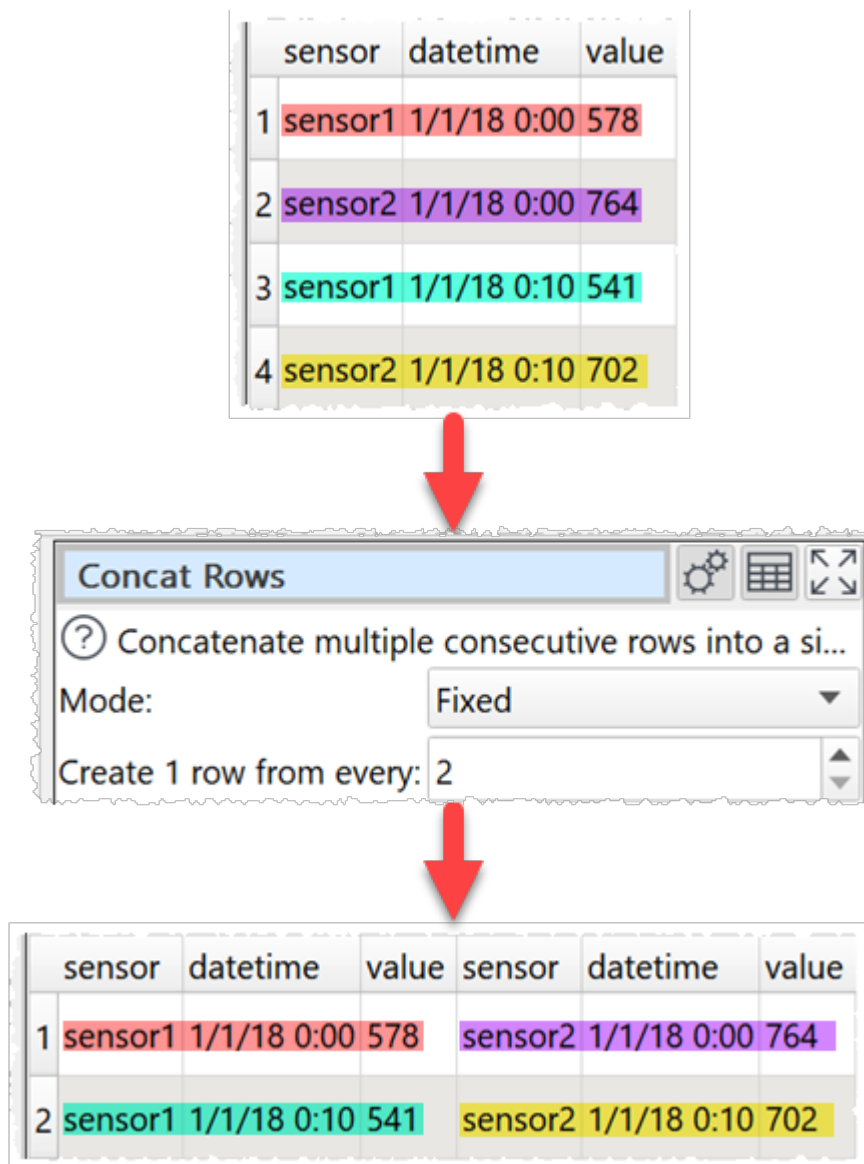 sensor datetime value
1 sensor1 1/1/18 0:00 578
2 sensor2 1/1/18 0:00 764
3 sensor1 1/1/18 0:10 541
4 sensor2 1/1/18 0:10 702
Concat Rows
? Concatenate multiple consecutive rows into a si...
Mode: Fixed
Create 1 row from every: 2
sensor datetime value sensor datetime value
1 sensor1 1/1/18 0:00 578 sensor2 1/1/18 0:00 764
2 sensor1 1/1/18 0:10 541 sensor2 1/1/18 0:10 702